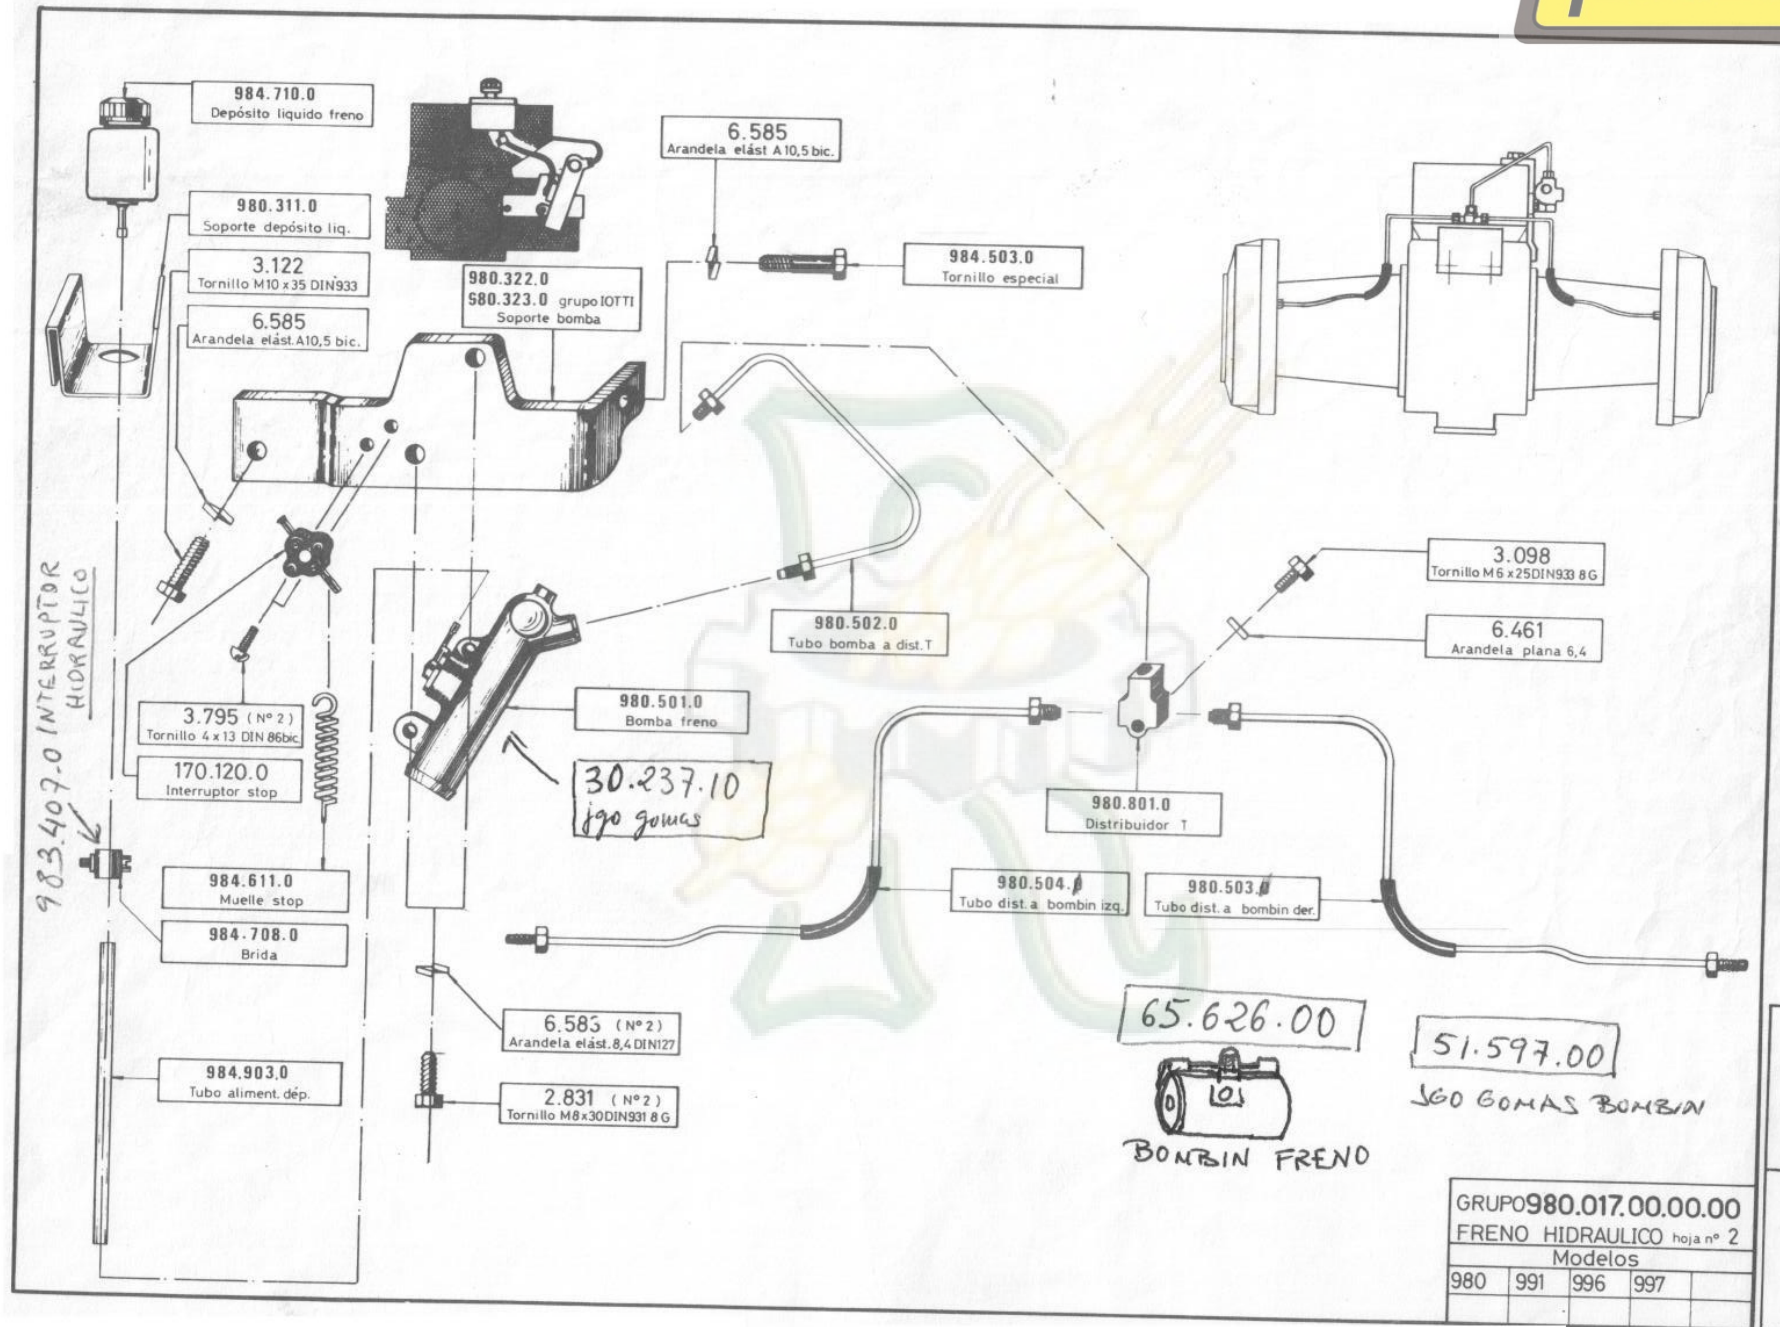 984.710.0
Depósito liquido freno
980.311.0
Soporte depósito liq.
3.122
Tornillo M10 x 35 DIN933
6.585
Arandela elást. A10,5 bic.
980.322.0
980.323.0 grupo IOTTI
Soporte bomba
6.585
Arandela elást A 10,5 bic.
984.503.0
Tornillo especial
3.098
Tornillo M 6 x 25 DIN933 8 G
6.461
Arandela plana 6,4
980.502.0
Tubo bomba a dist. T
980.501.0
Bomba freno
30.237.10
jgo gomas
3.795 (Nº 2)
Tornillo 4 x 13 DIN 86 bic.
170.120.0
Interruptor stop
983.407.0 INTERRUPTOR
HIDRAULICO
984.611.0
Muelle stop
984.708.0
Brida
980.801.0
Distribuidor T
980.504.0
Tubo dist. a bombin izq.
980.503.0
Tubo dist. a bombin der.
6.583 (Nº 2)
Arandela elást. 8,4 DIN127
984.903.0
Tubo aliment. dép.
2.831 (Nº 2)
Tornillo M8x30 DIN931 8 G
65.626.00
BOMBIN FRENO
51.597.00
JGO GOMAS BOMBIN
GRUPO 980.017.00.00.00
FRENO HIDRAULICO hoja nº 2
Modelos
980 991 996 997